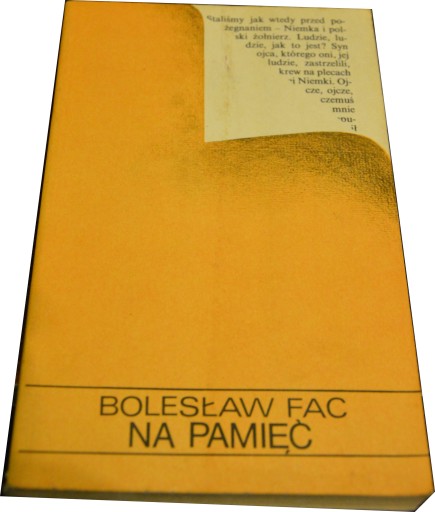 Staliśmy jak wtedy przed po-
żegnaniem – Niemka i pol-
ski żołnierz. Ludzie, lu-
dzie, jak to jest? Syn
ojca, którego oni, jej
ludzie, zastrzelili,
krew na plecach
Niemki. Oj-
cze, ojcze,
czemuś
mnie
BOLESŁAW FAC
NA PAMIĘĆ